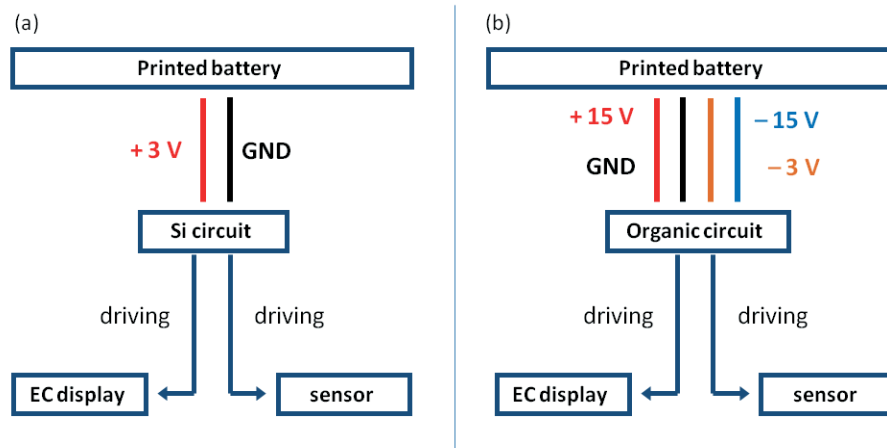 (a)
Printed battery
+ 3 V
GND
Si circuit
driving
driving
EC display
sensor
(b)
Printed battery
+ 15 V
– 15 V
GND
– 3 V
Organic circuit
driving
driving
EC display
sensor